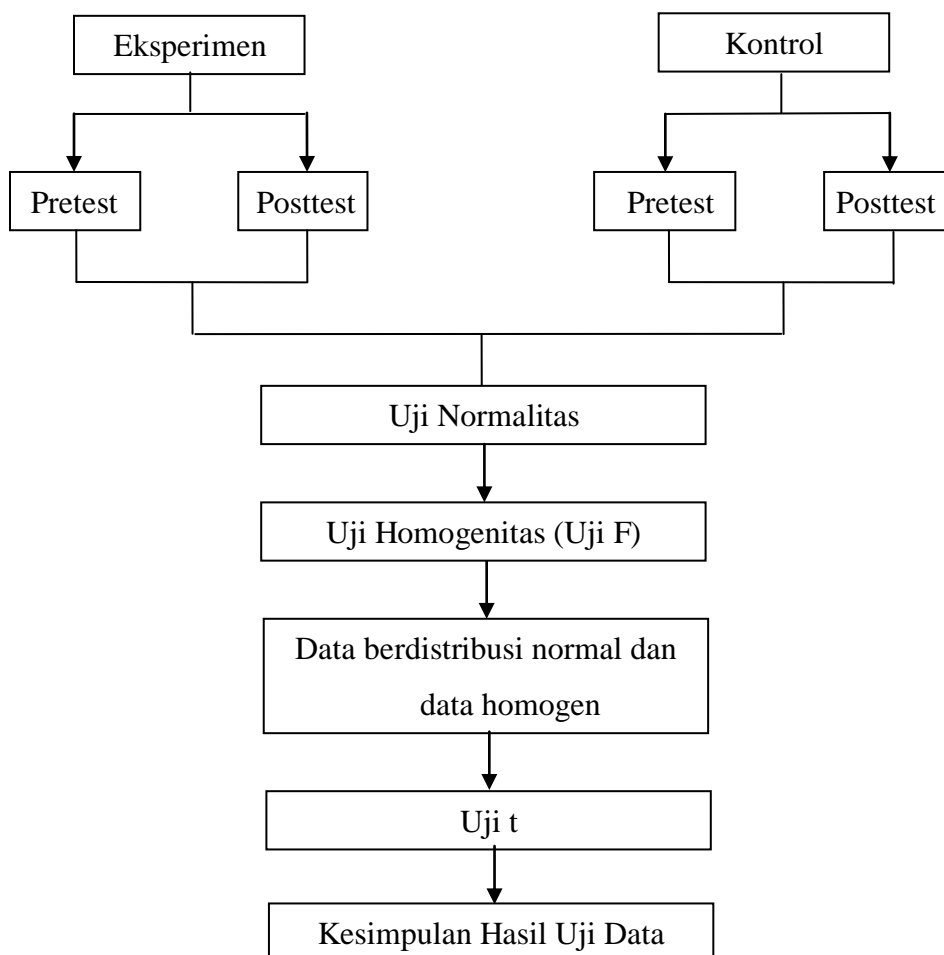 Eksperimen
Kontrol
Pretest
Posttest
Pretest
Posttest
Uji Normalitas
Uji Homogenitas (Uji F)
Data berdistribusi normal dan
data homogen
Uji t
Kesimpulan Hasil Uji Data